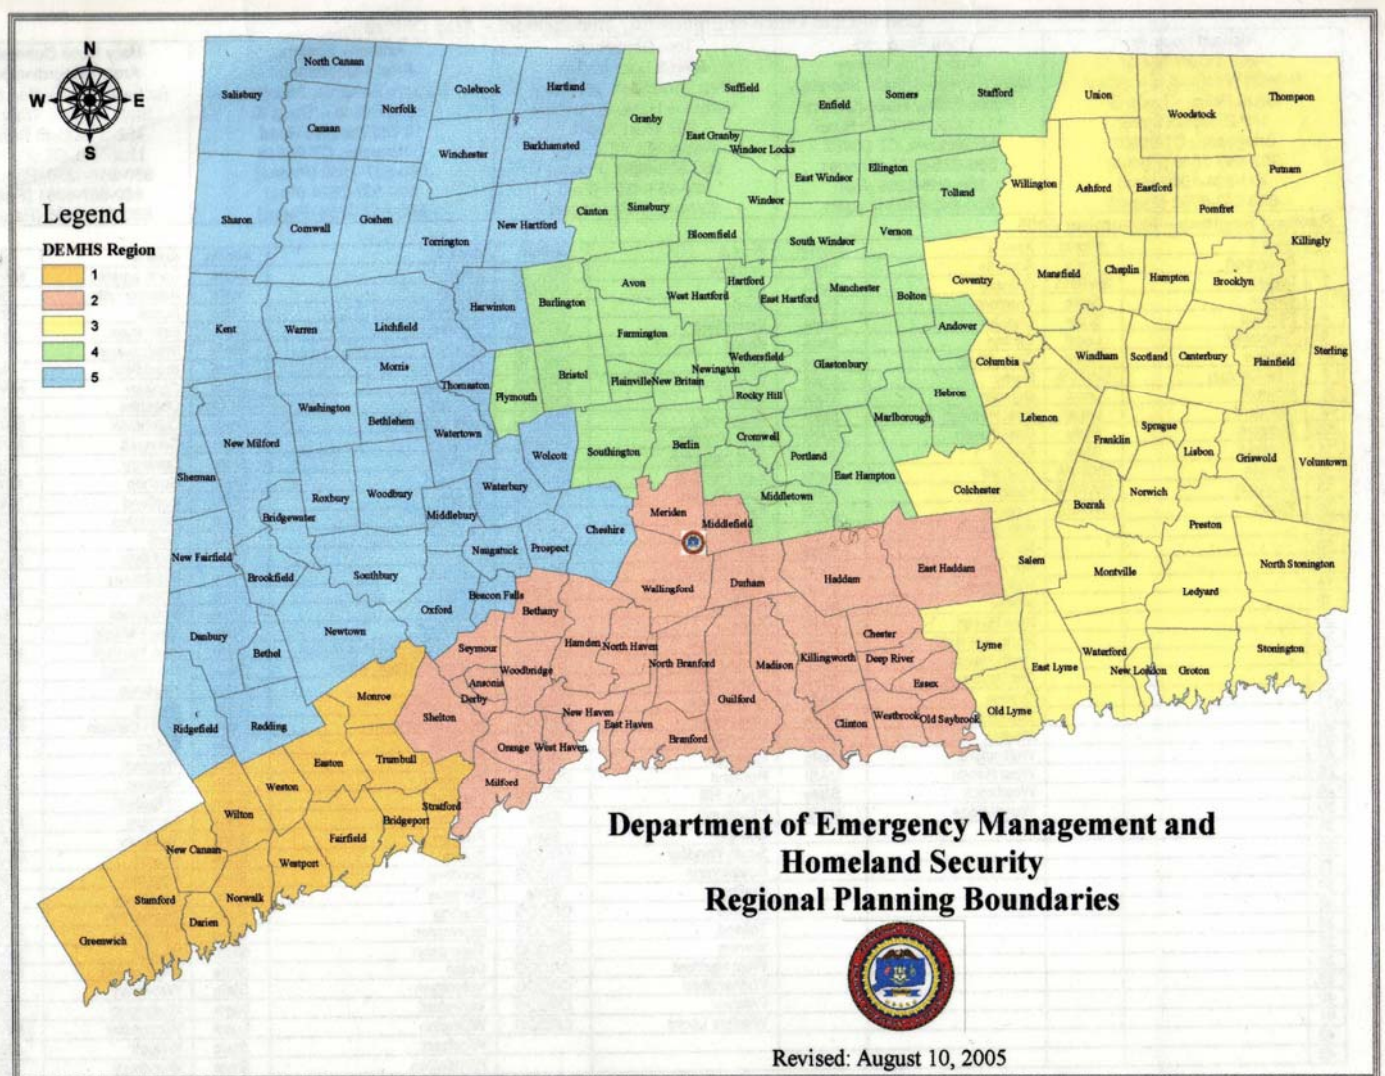 N
W E
S
Legend
DEMHS Region
1
2
3
4
5
Salisbury
North Canaan
Canaan
Norfolk
Colebrook
Hartland
Winchester
Barkhamsted
Sharon
Cornwall
Goshen
Torrington
New Hartford
Kent
Warren
Litchfield
Harwinton
Morris
Thomaston
Washington
Bethlehem
Watertown
New Milford
Wolcott
Sherman
Roxbury
Woodbury
Waterbury
Bridgewater
Middlebury
Cheshire
New Fairfield
Naugatuck
Prospect
Brookfield
Southbury
Beacon Falls
Oxford
Danbury
Bethel
Newtown
Ridgefield
Redding
Granby
Suffield
East Granby
Windsor Locks
Enfield
Somers
Stafford
East Windsor
Ellington
Tolland
Canton
Simsbury
Windsor
Bloomfield
South Windsor
Vernon
Burlington
Avon
West Hartford
Hartford
East Hartford
Manchester
Bolton
Andover
Farmington
Plymouth
Bristol
Plainville
New Britain
Newington
Wethersfield
Rocky Hill
Glastonbury
Marlborough
Hebron
Southington
Berlin
Cromwell
Portland
East Hampton
Middletown
Union
Woodstock
Thompson
Putnam
Willington
Ashford
Eastford
Pomfret
Killingly
Coventry
Mansfield
Chaplin
Hampton
Brooklyn
Columbia
Windham
Scotland
Canterbury
Plainfield
Sterling
Lebanon
Franklin
Sprague
Lisbon
Griswold
Voluntown
Colchester
Bozrah
Norwich
Preston
Salem
Montville
Ledyard
North Stonington
Lyme
East Lyme
Waterford
New London
Groton
Stonington
Old Lyme
Meriden
Middlefield
Wallingford
Durham
Haddam
East Haddam
Bethany
Seymour
Hamden
North Haven
Woodbridge
Ansonia
Derby
Shelton
North Branford
Madison
Killingworth
Chester
Deep River
Essex
Guilford
New Haven
East Haven
Branford
Clinton
Westbrook
Old Saybrook
Orange
West Haven
Milford
Monroe
Easton
Trumbull
Weston
Stratford
Wilton
Bridgeport
Fairfield
New Canaan
Westport
Stamford
Norwalk
Darien
Greenwich
Department of Emergency Management and
Homeland Security
Regional Planning Boundaries
Revised: August 10, 2005